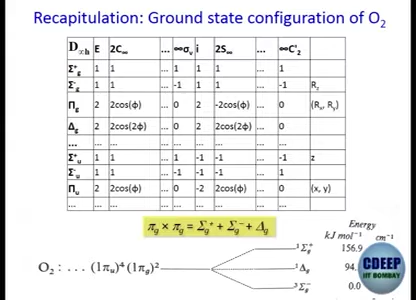 Recapitulation: Ground state configuration of O₂
D∞h E 2C∞ ... ∞σv i 2S∞ ... ∞C'₂
Σ⁺g 1 1 ... 1 1 1 ... 1
Σ⁻g 1 1 ... -1 1 1 ... -1 Rz
Πg 2 2cos(ϕ) ... 0 2 -2cos(ϕ) ... 0 (Rx, Ry)
Δg 2 2cos(2ϕ) ... 0 2 2cos(2ϕ) ... 0
... ... ... ... ... ... ... ... ...
Σ⁺u 1 1 ... 1 -1 -1 ... -1 z
Σ⁻u 1 1 ... -1 -1 -1 ... 1
Πu 2 2cos(ϕ) ... 0 -2 2cos(ϕ) ... 0 (x, y)
... ... ... ... ... ... ... ... ...
πg × πg = Σg⁺ + Σg⁻ + Δg
Energy
kJ mol⁻¹ cm⁻¹
¹Σg⁺ 156.9
O₂ : . . . (1πu)⁴ (1πg)² ¹Δg 94.
³Σg⁻ 0.0
CDEEP
IIT BOMBAY